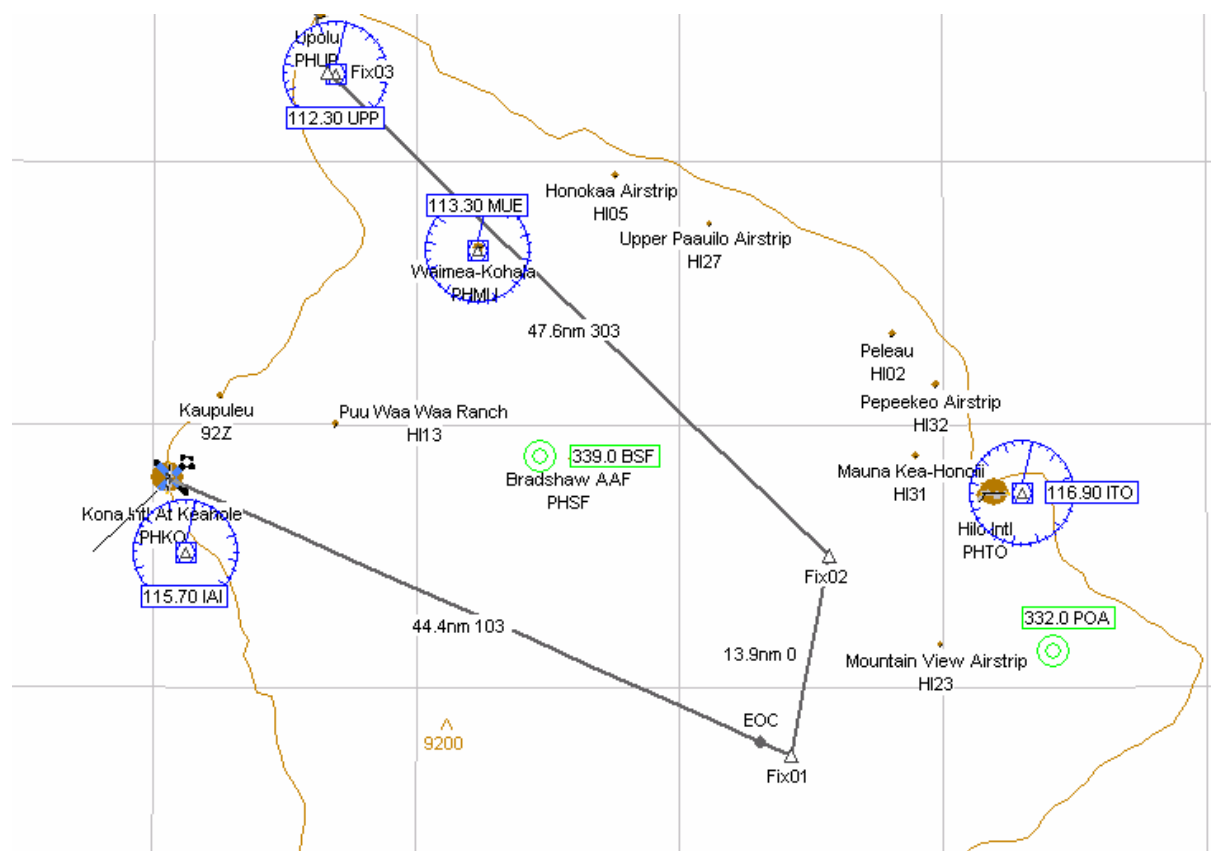 Upolu
PHUP
Fix03
112.30 UPP
Honokaa Airstrip
HI05
113.30 MUE
Upper Paauilo Airstrip
HI27
Waimea-Kohala
PHMU
47.6nm 303
Peleau
HI02
Kaupuleu
92Z
Puu Waa Waa Ranch
HI13
Pepeekeo Airstrip
HI32
339.0 BSF
Bradshaw AAF
PHSF
Mauna Kea-Honolii
HI31
116.90 ITO
Kona Intl At Keahole
PHKO
Hilo Intl
PHTO
Fix02
115.70 IAI
44.4nm 103
332.0 POA
13.9nm 0
Mountain View Airstrip
HI23
EOC
9200
Fix01